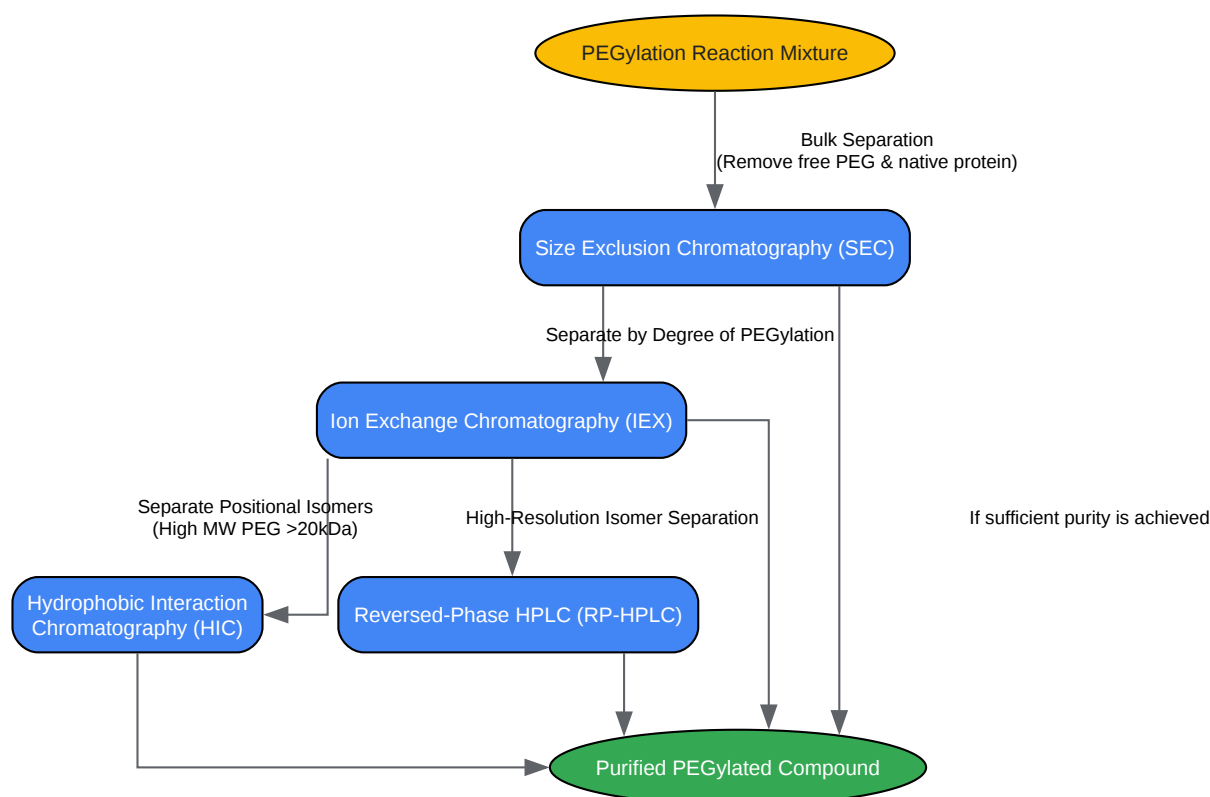 PEGylation Reaction Mixture
Bulk Separation
(Remove free PEG & native protein)
Size Exclusion Chromatography (SEC)
Separate by Degree of PEGylation
Ion Exchange Chromatography (IEX)
Separate Positional Isomers
(High MW PEG >20kDa)
High-Resolution Isomer Separation
If sufficient purity is achieved
Hydrophobic Interaction
Chromatography (HIC)
Reversed-Phase HPLC (RP-HPLC)
Purified PEGylated Compound